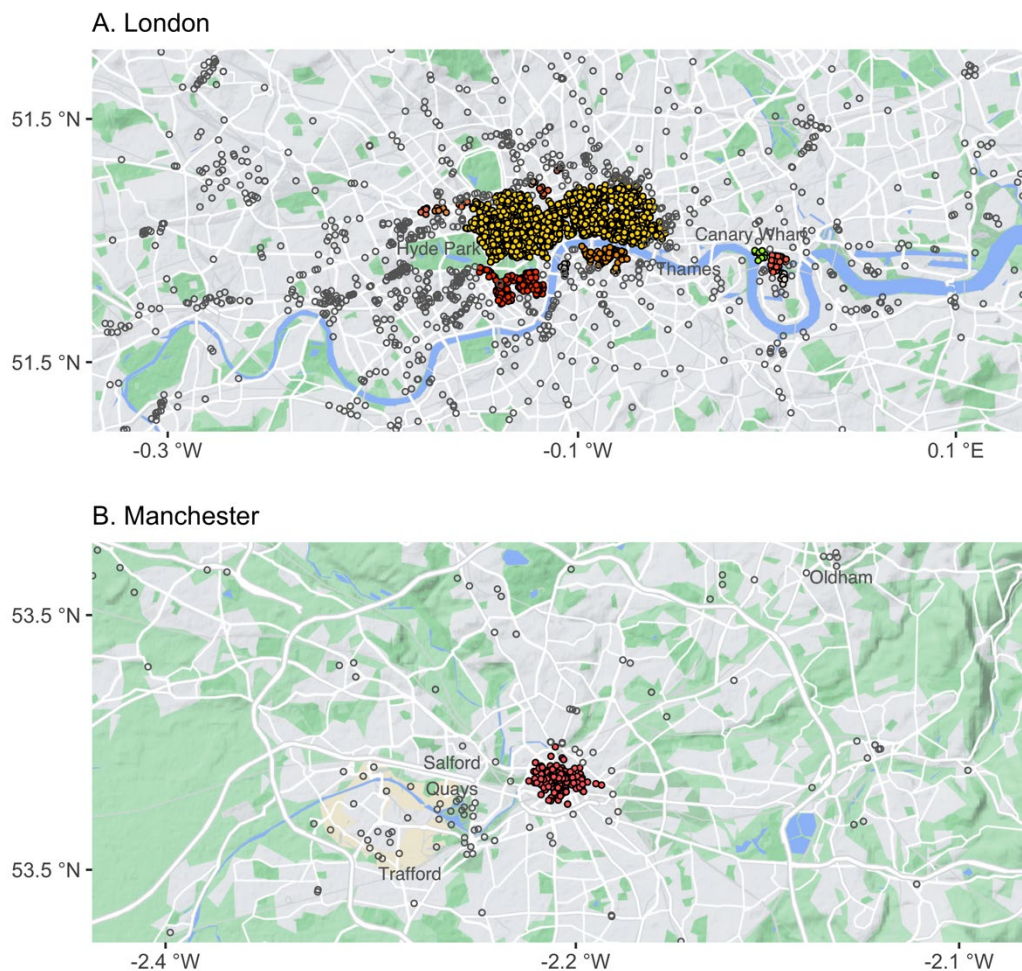 A. London
51.5 °N
Hyde Park
Canary Wharf
Thames
51.5 °N
-0.3 °W
-0.1 °W
0.1 °E
B. Manchester
Oldham
53.5 °N
Salford
Quays
Trafford
53.5 °N
-2.4 °W
-2.2 °W
-2.1 °W